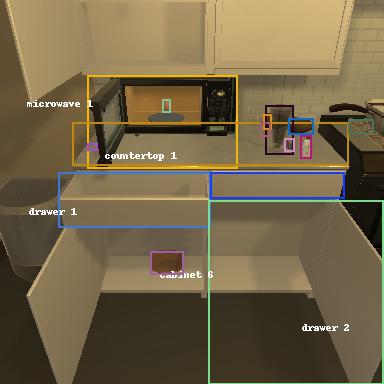 microwave 1
countertop 1
drawer 1
cabinet 6
drawer 2